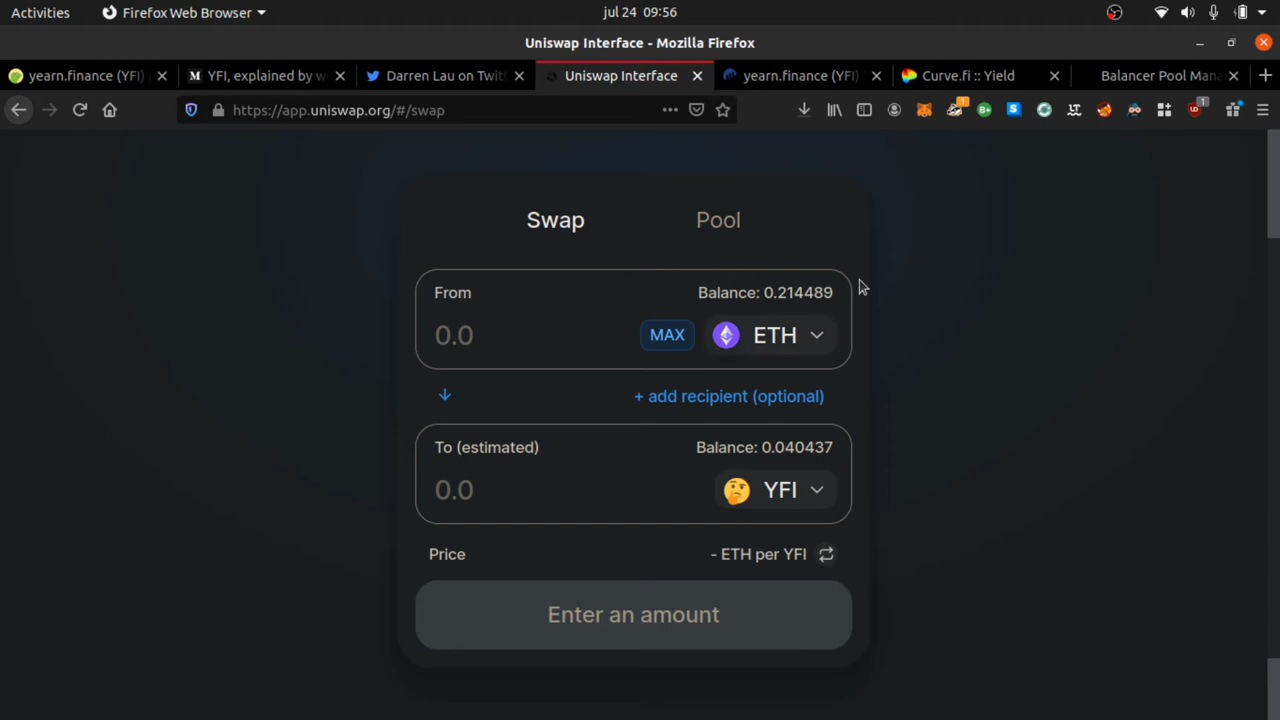 Activities Firefox Web Browser jul 24 09:56
Uniswap Interface - Mozilla Firefox
yearn.finance (YFI) YFI, explained by w Darren Lau on Twit Uniswap Interface yearn.finance (YFI) Curve.fi :: Yield Balancer Pool Mana
https://app.uniswap.org/#/swap
Swap Pool
From Balance: 0.214489
0.0 MAX ETH
+ add recipient (optional)
To (estimated) Balance: 0.040437
0.0 YFI
Price - ETH per YFI
Enter an amount